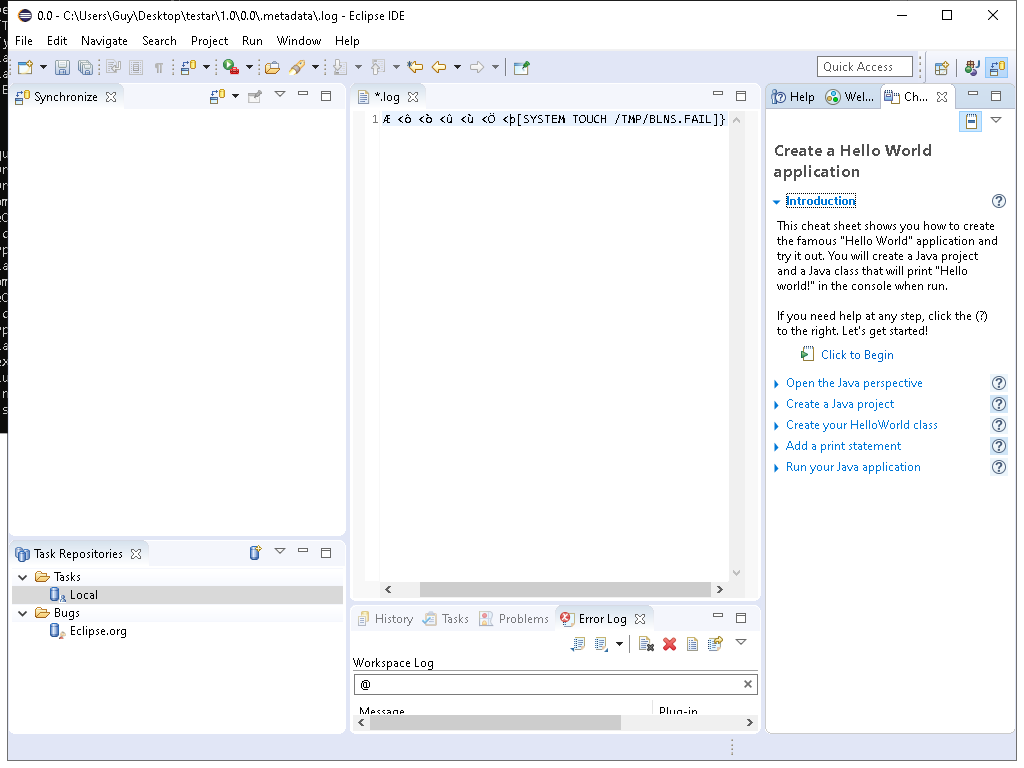 0.0 - C:\Users\Guy\Desktop\testar\1.0\0.0\.metadata\.log - Eclipse IDE
File Edit Navigate Search Project Run Window Help
Quick Access
Synchronize
*.log
Help Wel... Ch...
1 Æ <ô <ò <û <ù <Ö <þ[SYSTEM TOUCH /TMP/BLNS.FAIL]}
Create a Hello World
application
Introduction
This cheat sheet shows you how to create
the famous "Hello World" application and
try it out. You will create a Java project
and a Java class that will print "Hello
world!" in the console when run.
If you need help at any step, click the (?)
to the right. Let's get started!
Click to Begin
Open the Java perspective
Create a Java project
Create your HelloWorld class
Add a print statement
Run your Java application
Task Repositories
Tasks
Local
Bugs
Eclipse.org
History Tasks Problems Error Log
Workspace Log
@
Message Plug-in